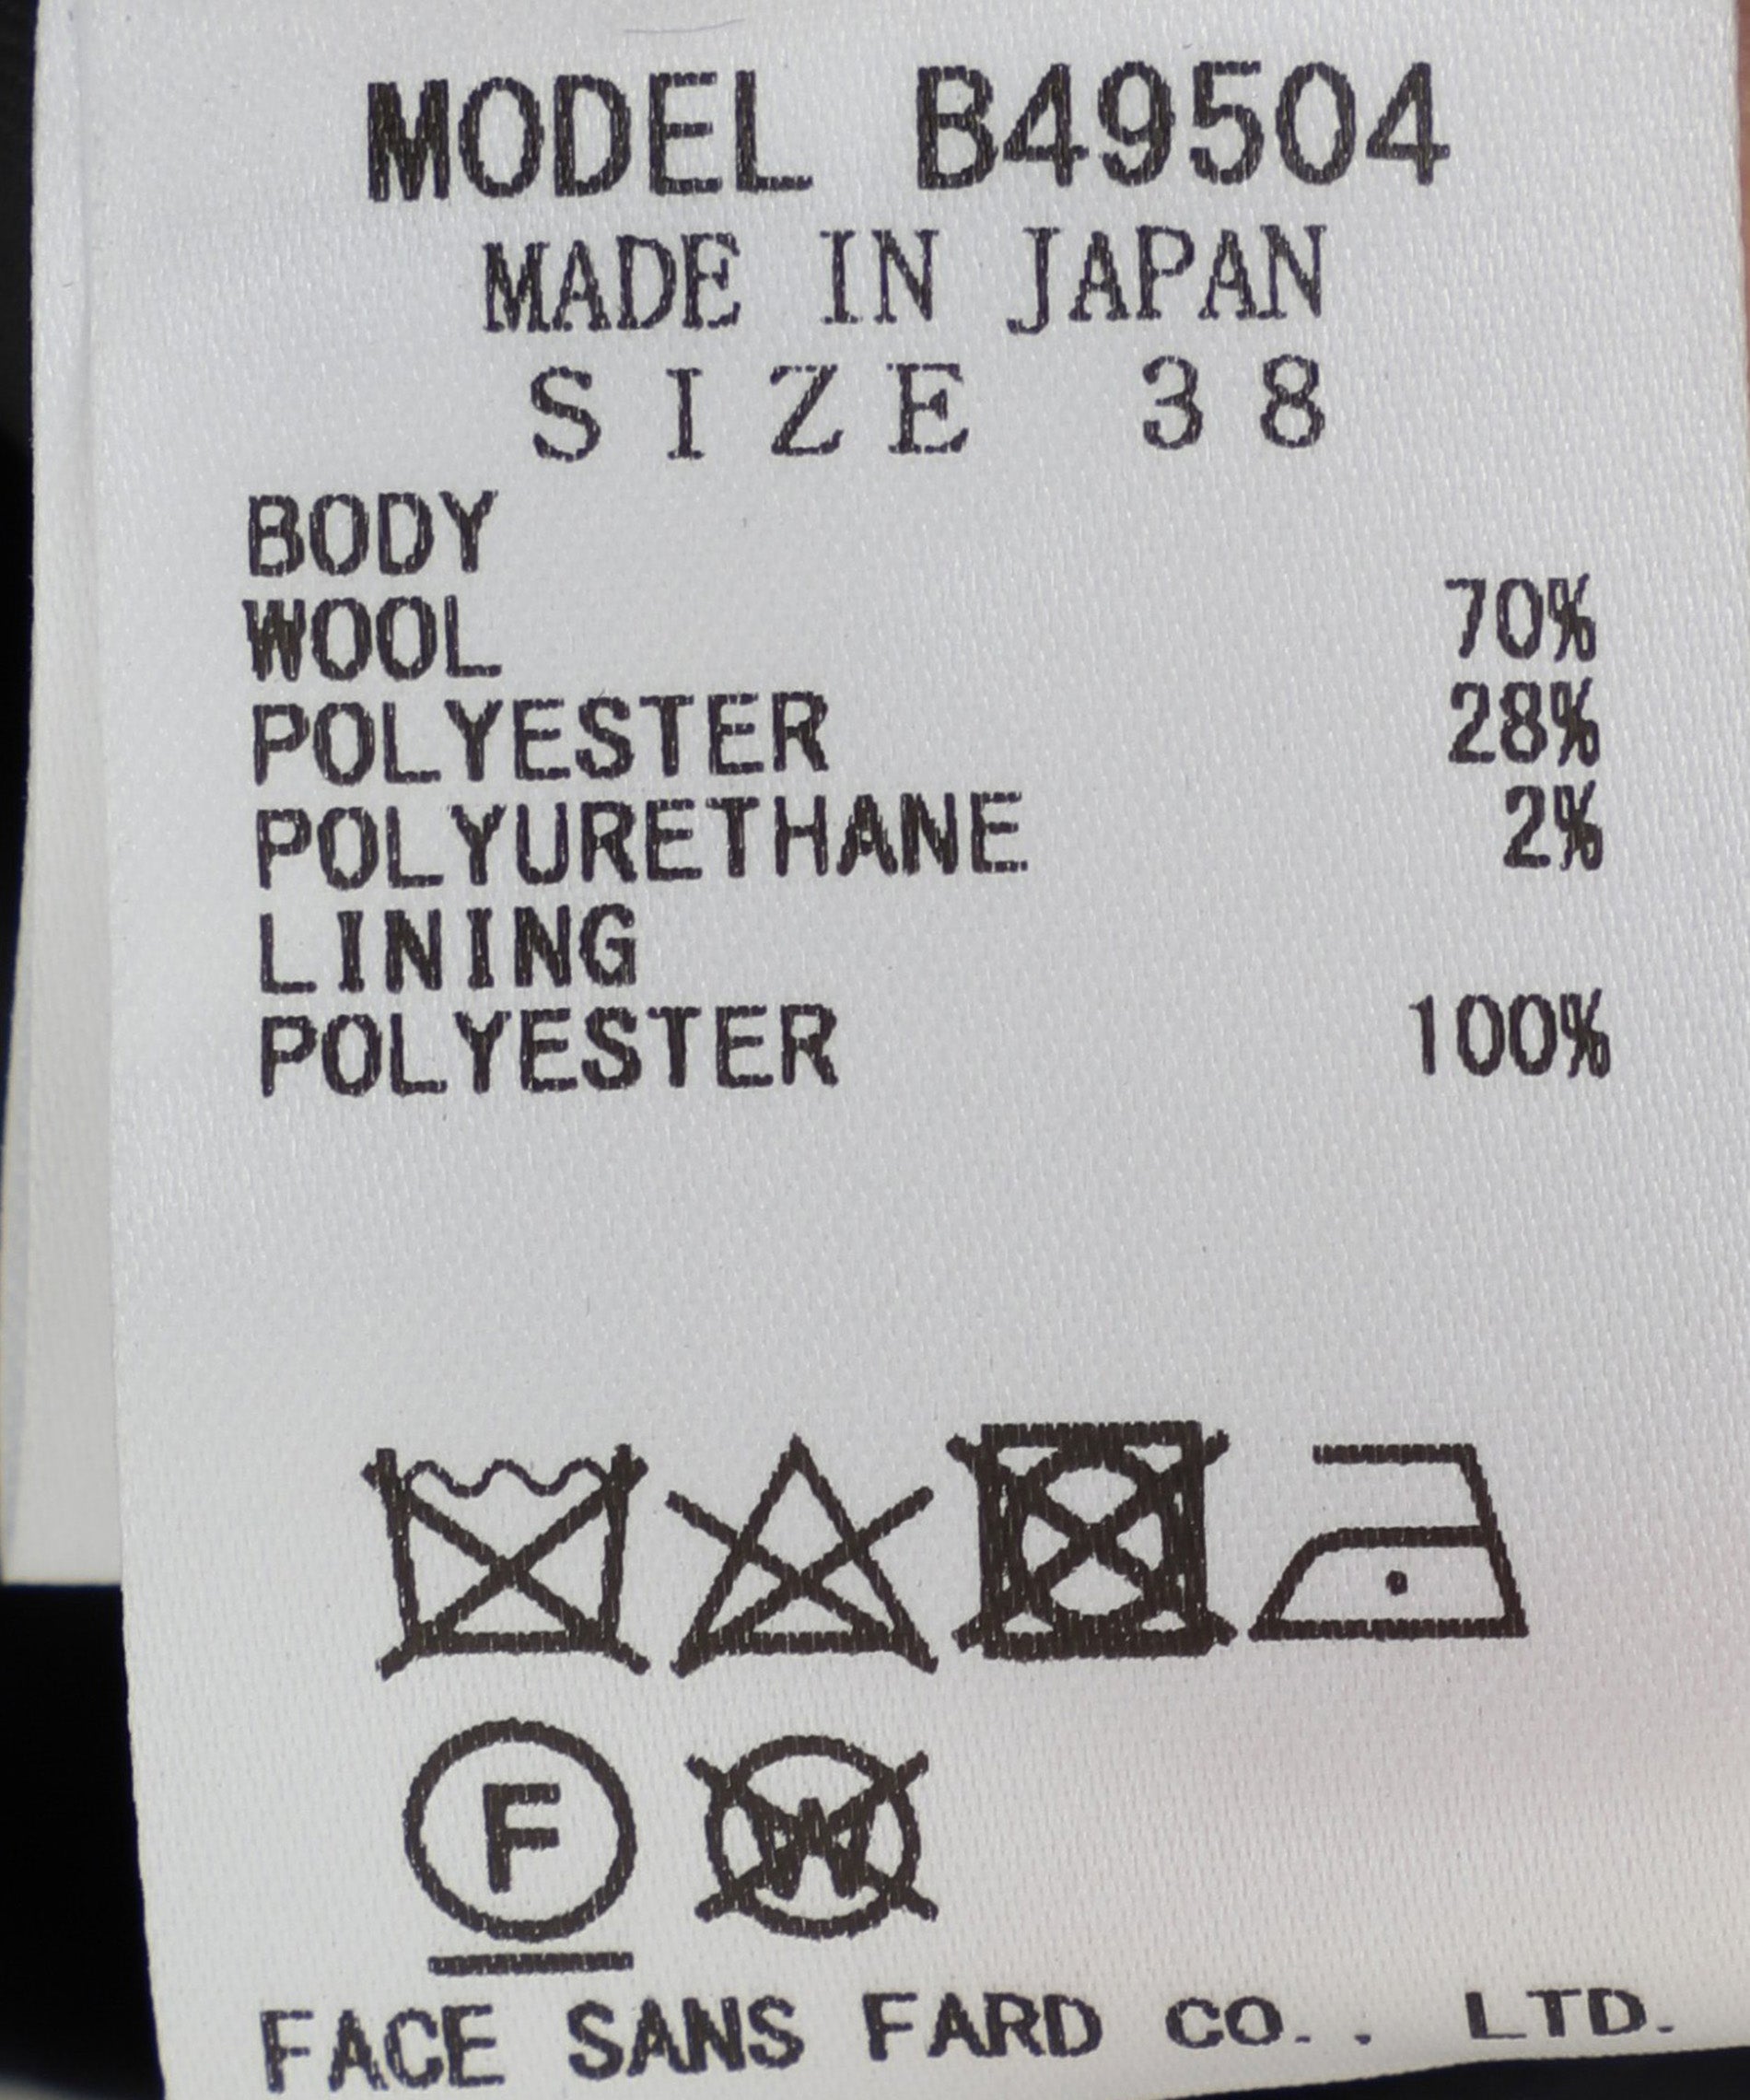 MODEL B49504
MADE IN JAPAN
SIZE 38
BODY
WOOL 70%
POLYESTER 28%
POLYURETHANE 2%
LINING
POLYESTER 100%
F W
FACE SANS FARD CO.. LTD.